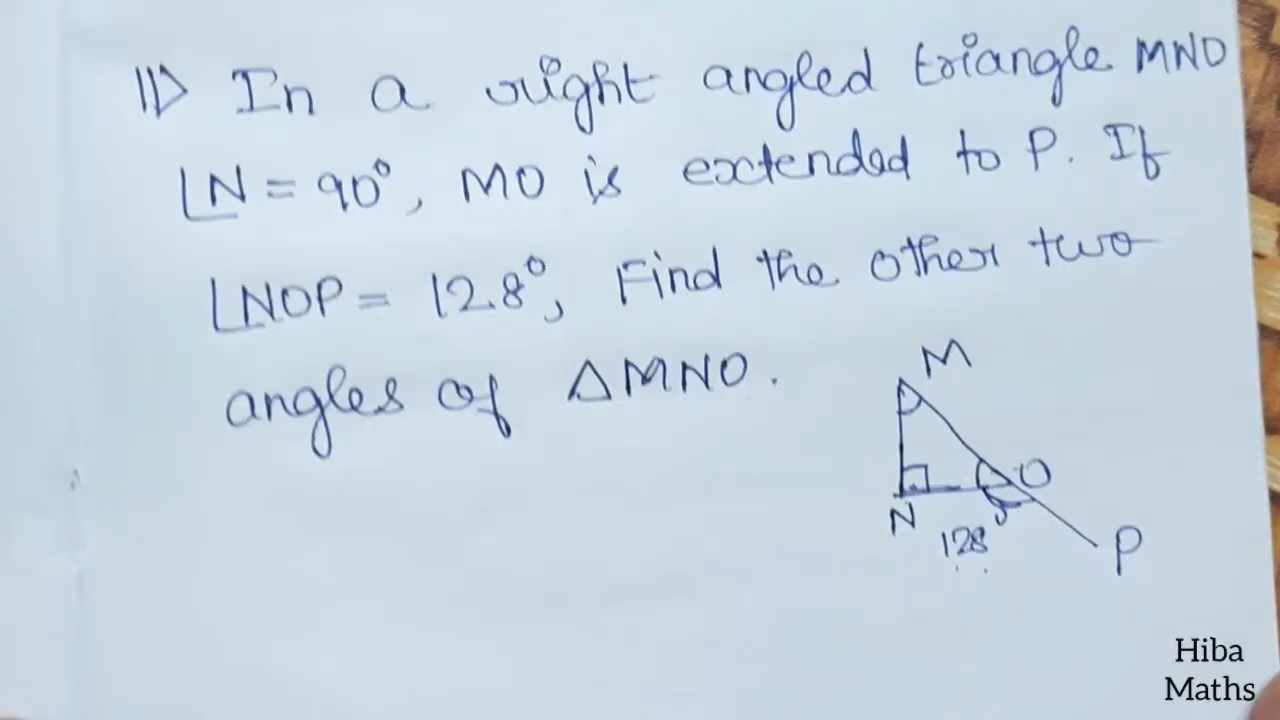 11) In a right angled triangle MNO
∟N = 90°, MO is extended to P. If
∟NOP = 128°, Find the other two
angles of △MNO.
M
O
N
128°
P
Hiba
Maths